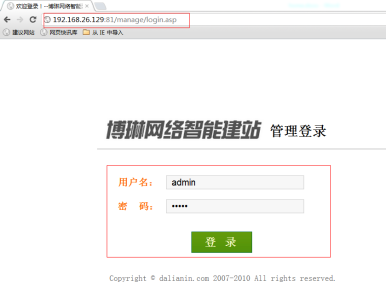 欢迎登录!--博琳网络智能
192.168.26.129:81/manage/login.asp
建议网站 网页快讯库 从 IE 中导入
博琳网络智能建站 管理登录
用户名: admin
密 码: •••••
登 录
Copyright © dalianin.com 2007-2010 All rights reserved.